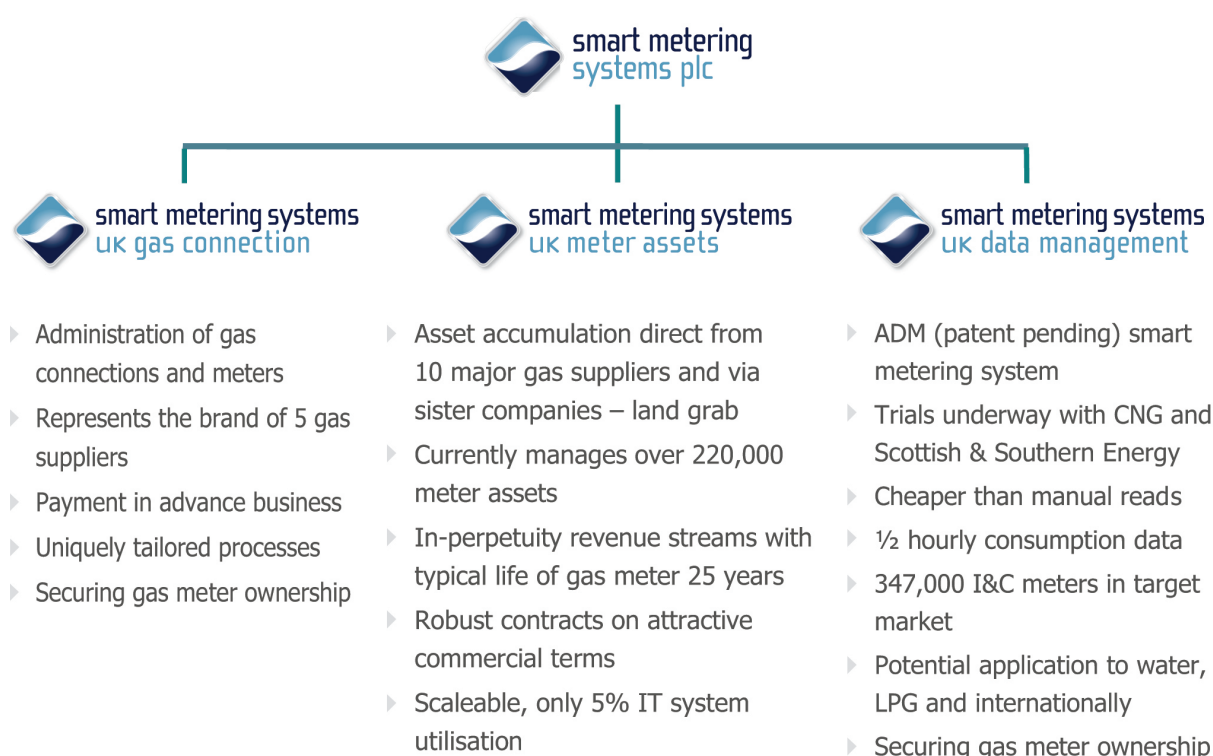 smart metering
systems plc
smart metering systems
uk gas connection
Administration of gas
connections and meters
Represents the brand of 5 gas
suppliers
Payment in advance business
Uniquely tailored processes
Securing gas meter ownership
smart metering systems
uk meter assets
Asset accumulation direct from
10 major gas suppliers and via
sister companies – land grab
Currently manages over 220,000
meter assets
In-perpetuity revenue streams with
typical life of gas meter 25 years
Robust contracts on attractive
commercial terms
Scaleable, only 5% IT system
utilisation
smart metering systems
uk data management
ADM (patent pending) smart
metering system
Trials underway with CNG and
Scottish & Southern Energy
Cheaper than manual reads
½ hourly consumption data
347,000 I&C meters in target
market
Potential application to water,
LPG and internationally
Securing gas meter ownership